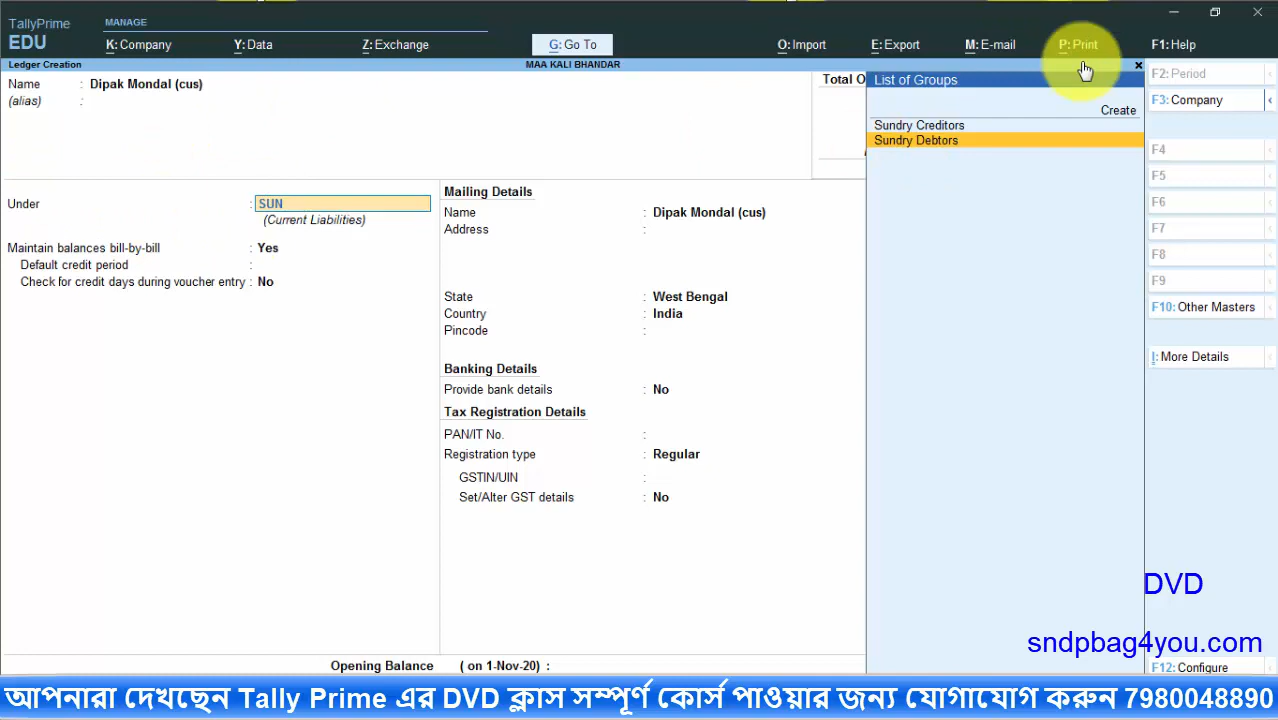 TallyPrime
EDU
MANAGE
K: Company
Y: Data
Z: Exchange
G: Go To
O: Import
E: Export
M: E-mail
P: Print
F1: Help
Ledger Creation
MAA KALI BHANDAR
Name : Dipak Mondal (cus)
(alias) :
Total O
List of Groups
Create
Sundry Creditors
Sundry Debtors
Under : SUN
(Current Liabilities)
Maintain balances bill-by-bill : Yes
Default credit period :
Check for credit days during voucher entry : No
Mailing Details
Name : Dipak Mondal (cus)
Address :
State : West Bengal
Country : India
Pincode :
Banking Details
Provide bank details : No
Tax Registration Details
PAN/IT No. :
Registration type : Regular
GSTIN/UIN :
Set/Alter GST details : No
Opening Balance ( on 1-Nov-20) :
F2: Period
F3: Company
F4
F5
F6
F7
F8
F9
F10: Other Masters
I: More Details
DVD
sndpbag4you.com
F12: Configure
আপনারা দেখছেন Tally Prime এর DVD ক্লাস সম্পূর্ণ কোর্স পাওয়ার জন্য যোগাযোগ করুন 7980048890